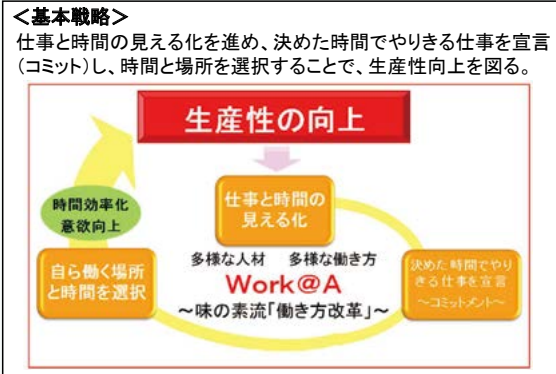 ＜基本戦略＞
仕事と時間の見える化を進め、決めた時間でやりきる仕事を宣言
（コミット）し、時間と場所を選択することで、生産性向上を図る。
生産性の向上
仕事と時間の
見える化
時間効率化
意欲向上
多様な人材　多様な働き方
Work@A
～味の素流「働き方改革」～
自ら働く場所
と時間を選択
決めた時間でやり
きる仕事を宣言
～コミットメント～